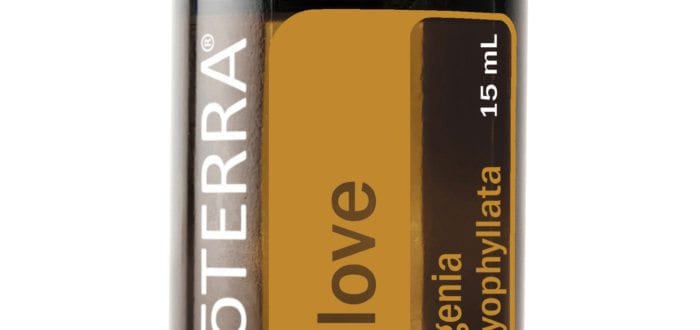 ōTERRA®
love
genia
yophyllata
15 mL